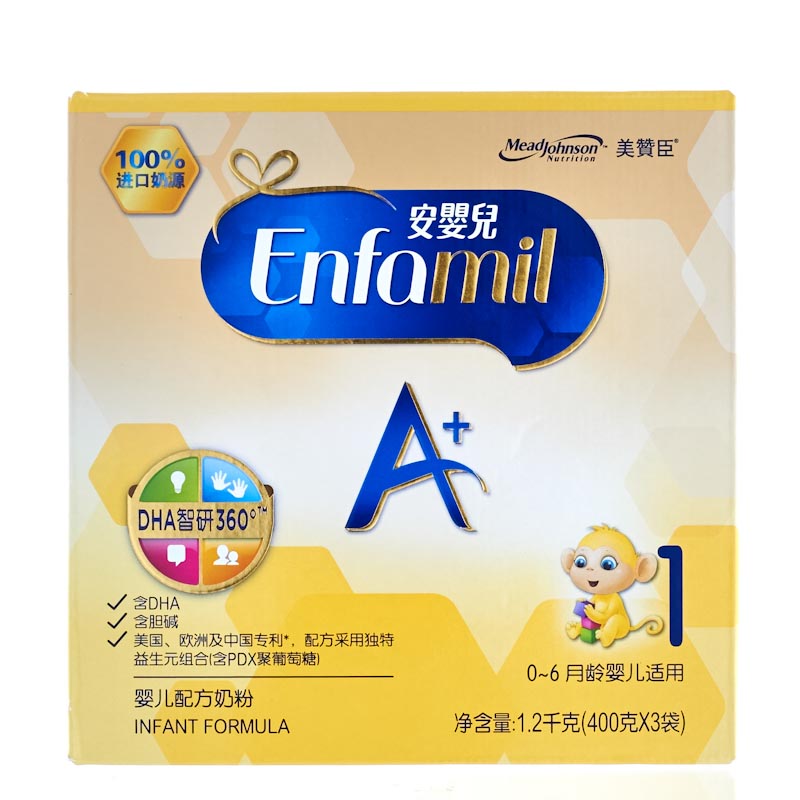 100%
进口奶源
MeadJohnson™
Nutrition
美贊臣®
安嬰兒
Enfamil
A+
DHA智研360°™
✓ 含DHA
✓ 含胆碱
✓ 美国、欧洲及中国专利*，配方采用独特
益生元组合(含PDX聚葡萄糖)
婴儿配方奶粉
INFANT FORMULA
1
0~6 月龄婴儿适用
净含量:1.2千克(400克X3袋)